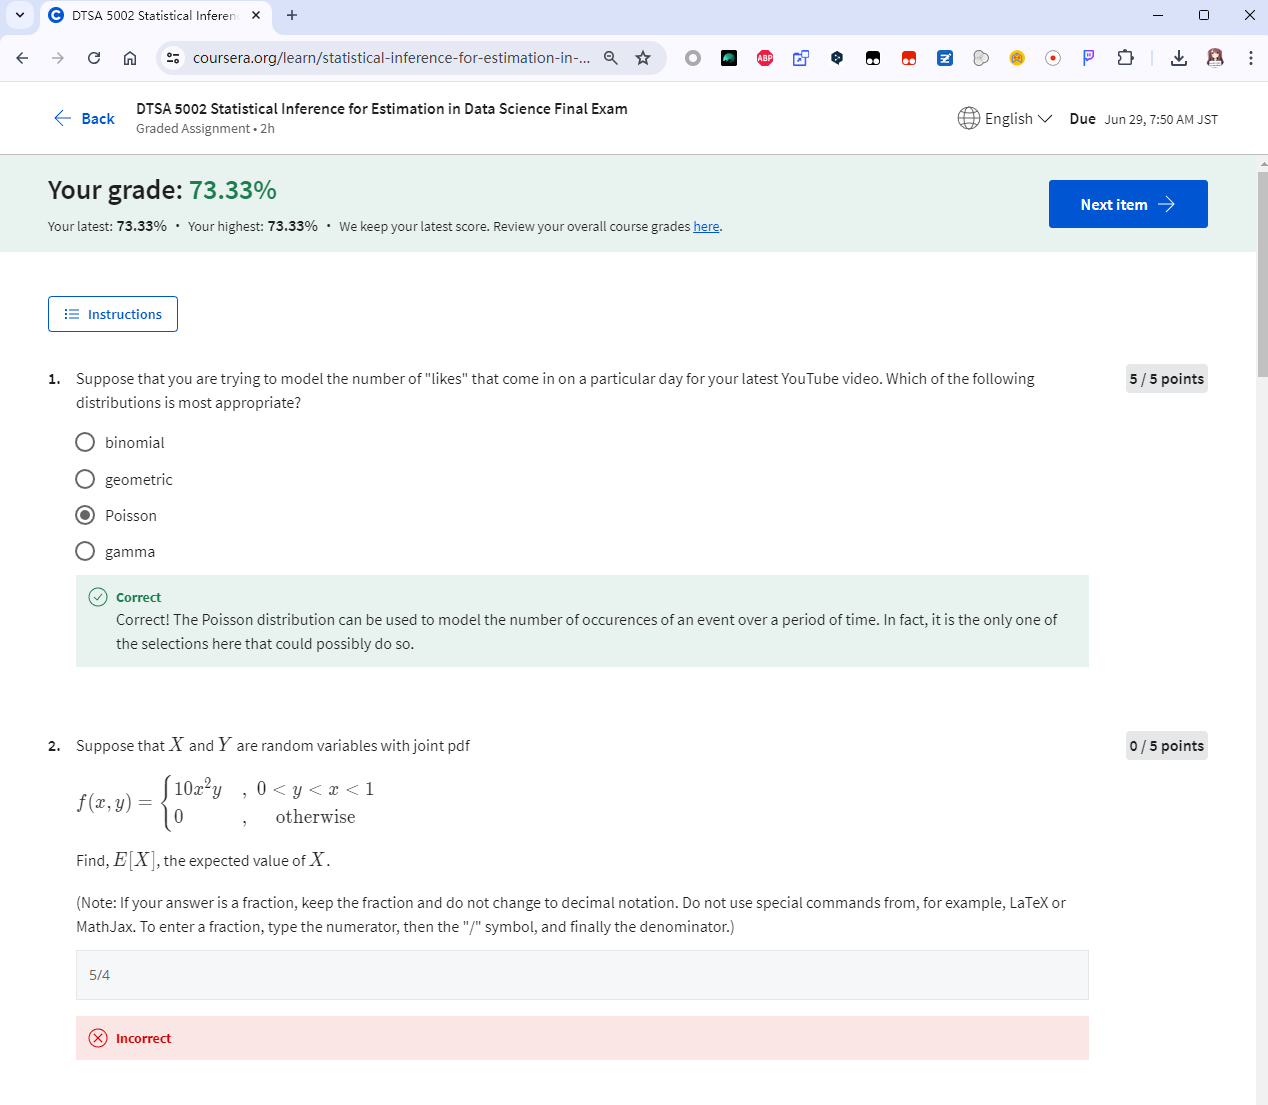 DTSA 5002 Statistical Inferen
coursera.org/learn/statistical-inference-for-estimation-in-...
ABP
Back
DTSA 5002 Statistical Inference for Estimation in Data Science Final Exam
Graded Assignment • 2h
English
Due Jun 29, 7:50 AM JST
Your grade: 73.33%
Your latest: 73.33% • Your highest: 73.33% • We keep your latest score. Review your overall course grades here.
Next item
Instructions
1. Suppose that you are trying to model the number of "likes" that come in on a particular day for your latest YouTube video. Which of the following
distributions is most appropriate?
5 / 5 points
binomial
geometric
Poisson
gamma
Correct
Correct! The Poisson distribution can be used to model the number of occurences of an event over a period of time. In fact, it is the only one of
the selections here that could possibly do so.
2. Suppose that X and Y are random variables with joint pdf
0 / 5 points
f(x, y) = { 10x²y , 0 < y < x < 1
0 , otherwise
Find, E[X], the expected value of X.
(Note: If your answer is a fraction, keep the fraction and do not change to decimal notation. Do not use special commands from, for example, LaTeX or
MathJax. To enter a fraction, type the numerator, then the "/" symbol, and finally the denominator.)
5/4
Incorrect